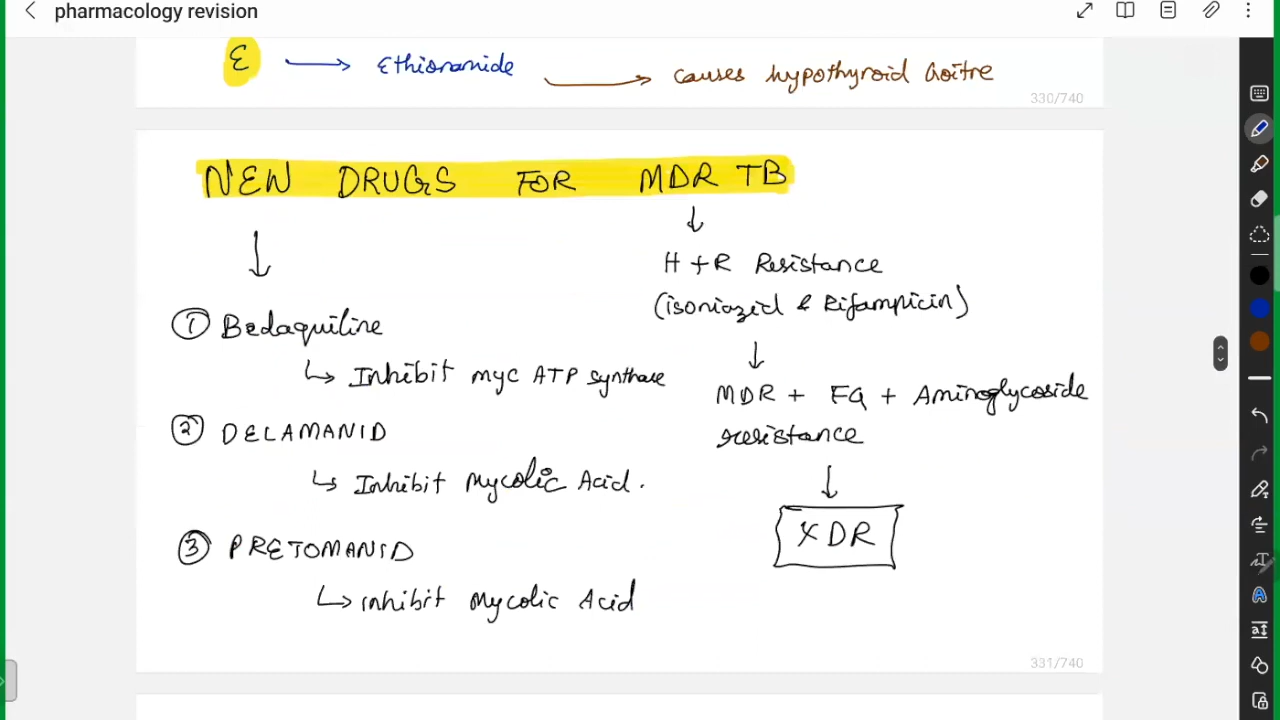 pharmacology revision
E → Ethionamide → causes hypothyroid Goitre
330/740
NEW DRUGS FOR MDR TB
↓
↓
H + R Resistance
(isoniazid & Rifampicin)
① Bedaquiline
↳ Inhibit myc ATP synthase
↓
MDR + FQ + Aminoglycoside
resistance
② DELAMANID
↳ Inhibit Mycolic Acid.
↓
XDR
③ PRETOMANID
↳ inhibit Mycolic Acid
331/740